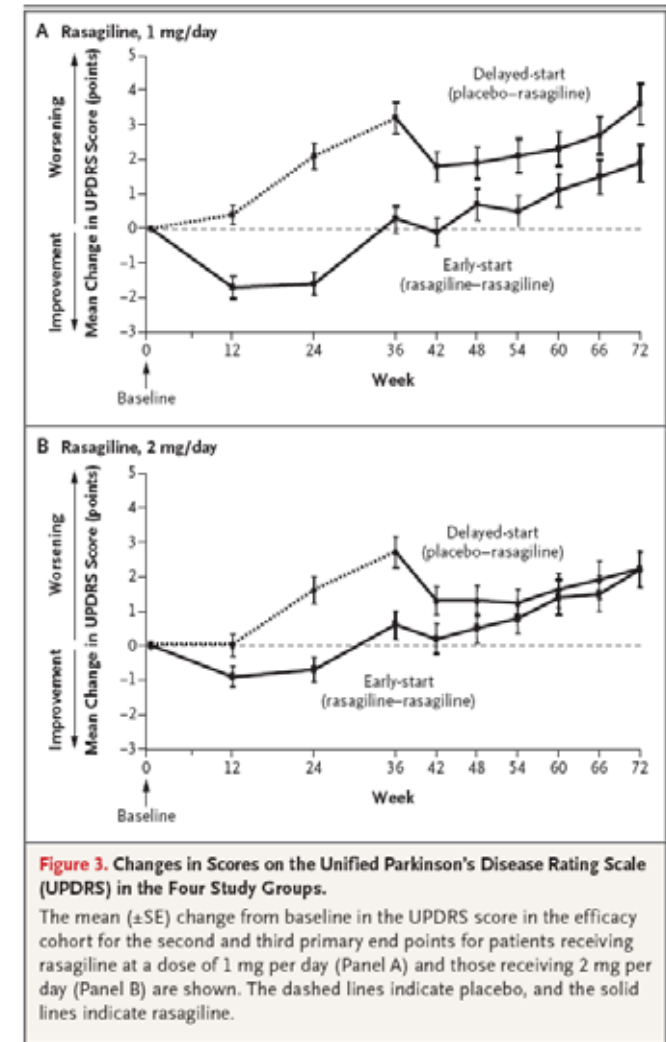 A Rasagiline, 1 mg/day
Worsening
Improvement
Mean Change in UPDRS Score (points)
5
4
3
2
1
0
−1
−2
−3
Delayed-start
(placebo–rasagiline)
Early-start
(rasagiline–rasagiline)
0 12 24 36 42 48 54 60 66 72
Week
Baseline
B Rasagiline, 2 mg/day
Worsening
Improvement
Mean Change in UPDRS Score (points)
5
4
3
2
1
0
−1
−2
−3
Delayed-start
(placebo–rasagiline)
Early-start
(rasagiline–rasagiline)
0 12 24 36 42 48 54 60 66 72
Week
Baseline
Figure 3. Changes in Scores on the Unified Parkinson's Disease Rating Scale
(UPDRS) in the Four Study Groups.
The mean (±SE) change from baseline in the UPDRS score in the efficacy
cohort for the second and third primary end points for patients receiving
rasagiline at a dose of 1 mg per day (Panel A) and those receiving 2 mg per
day (Panel B) are shown. The dashed lines indicate placebo, and the solid
lines indicate rasagiline.